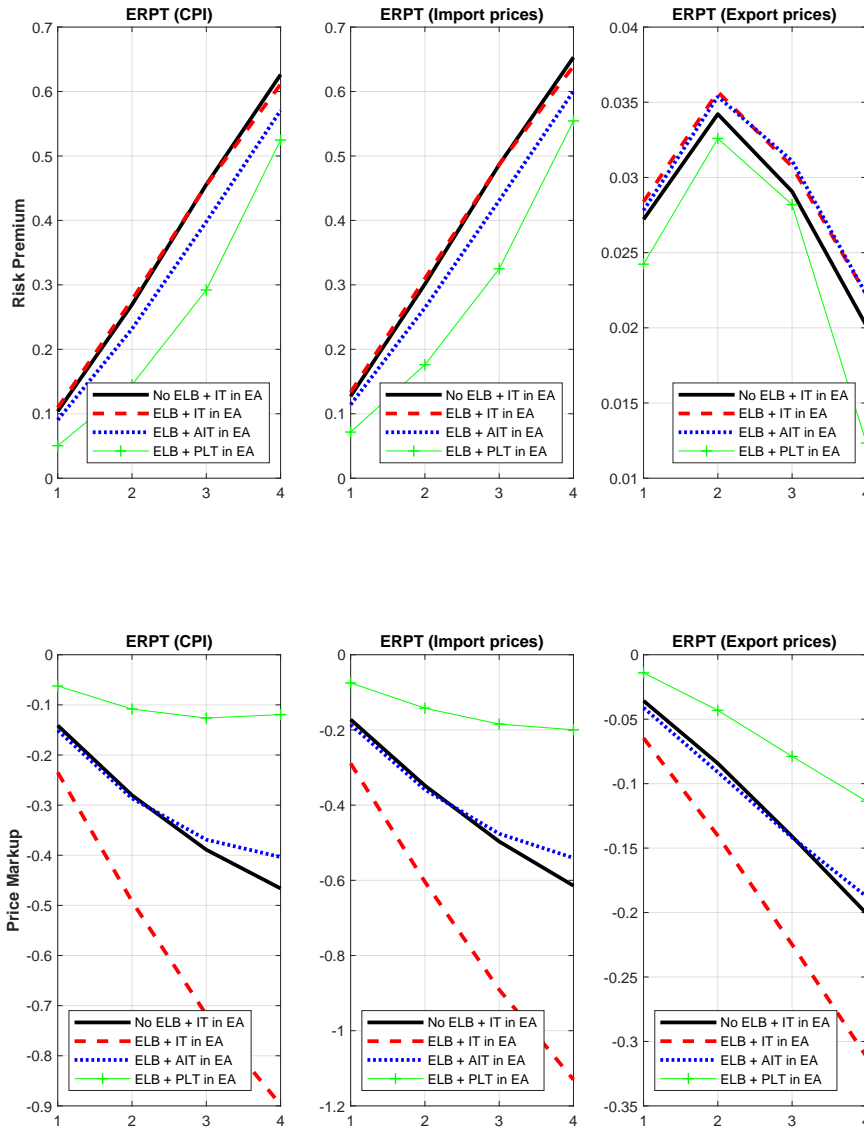 ERPT (CPI)
Risk Premium
0.7
0.6
0.5
0.4
0.3
0.2
0.1
0
1 2 3 4
No ELB + IT in EA
ELB + IT in EA
ELB + AIT in EA
ELB + PLT in EA
ERPT (Import prices)
0.7
0.6
0.5
0.4
0.3
0.2
0.1
0
1 2 3 4
No ELB + IT in EA
ELB + IT in EA
ELB + AIT in EA
ELB + PLT in EA
ERPT (Export prices)
0.04
0.035
0.03
0.025
0.02
0.015
0.01
1 2 3 4
No ELB + IT in EA
ELB + IT in EA
ELB + AIT in EA
ELB + PLT in EA
ERPT (CPI)
Price Markup
0
-0.1
-0.2
-0.3
-0.4
-0.5
-0.6
-0.7
-0.8
-0.9
1 2 3 4
No ELB + IT in EA
ELB + IT in EA
ELB + AIT in EA
ELB + PLT in EA
ERPT (Import prices)
0
-0.2
-0.4
-0.6
-0.8
-1
-1.2
1 2 3 4
No ELB + IT in EA
ELB + IT in EA
ELB + AIT in EA
ELB + PLT in EA
ERPT (Export prices)
0
-0.05
-0.1
-0.15
-0.2
-0.25
-0.3
-0.35
1 2 3 4
No ELB + IT in EA
ELB + IT in EA
ELB + AIT in EA
ELB + PLT in EA